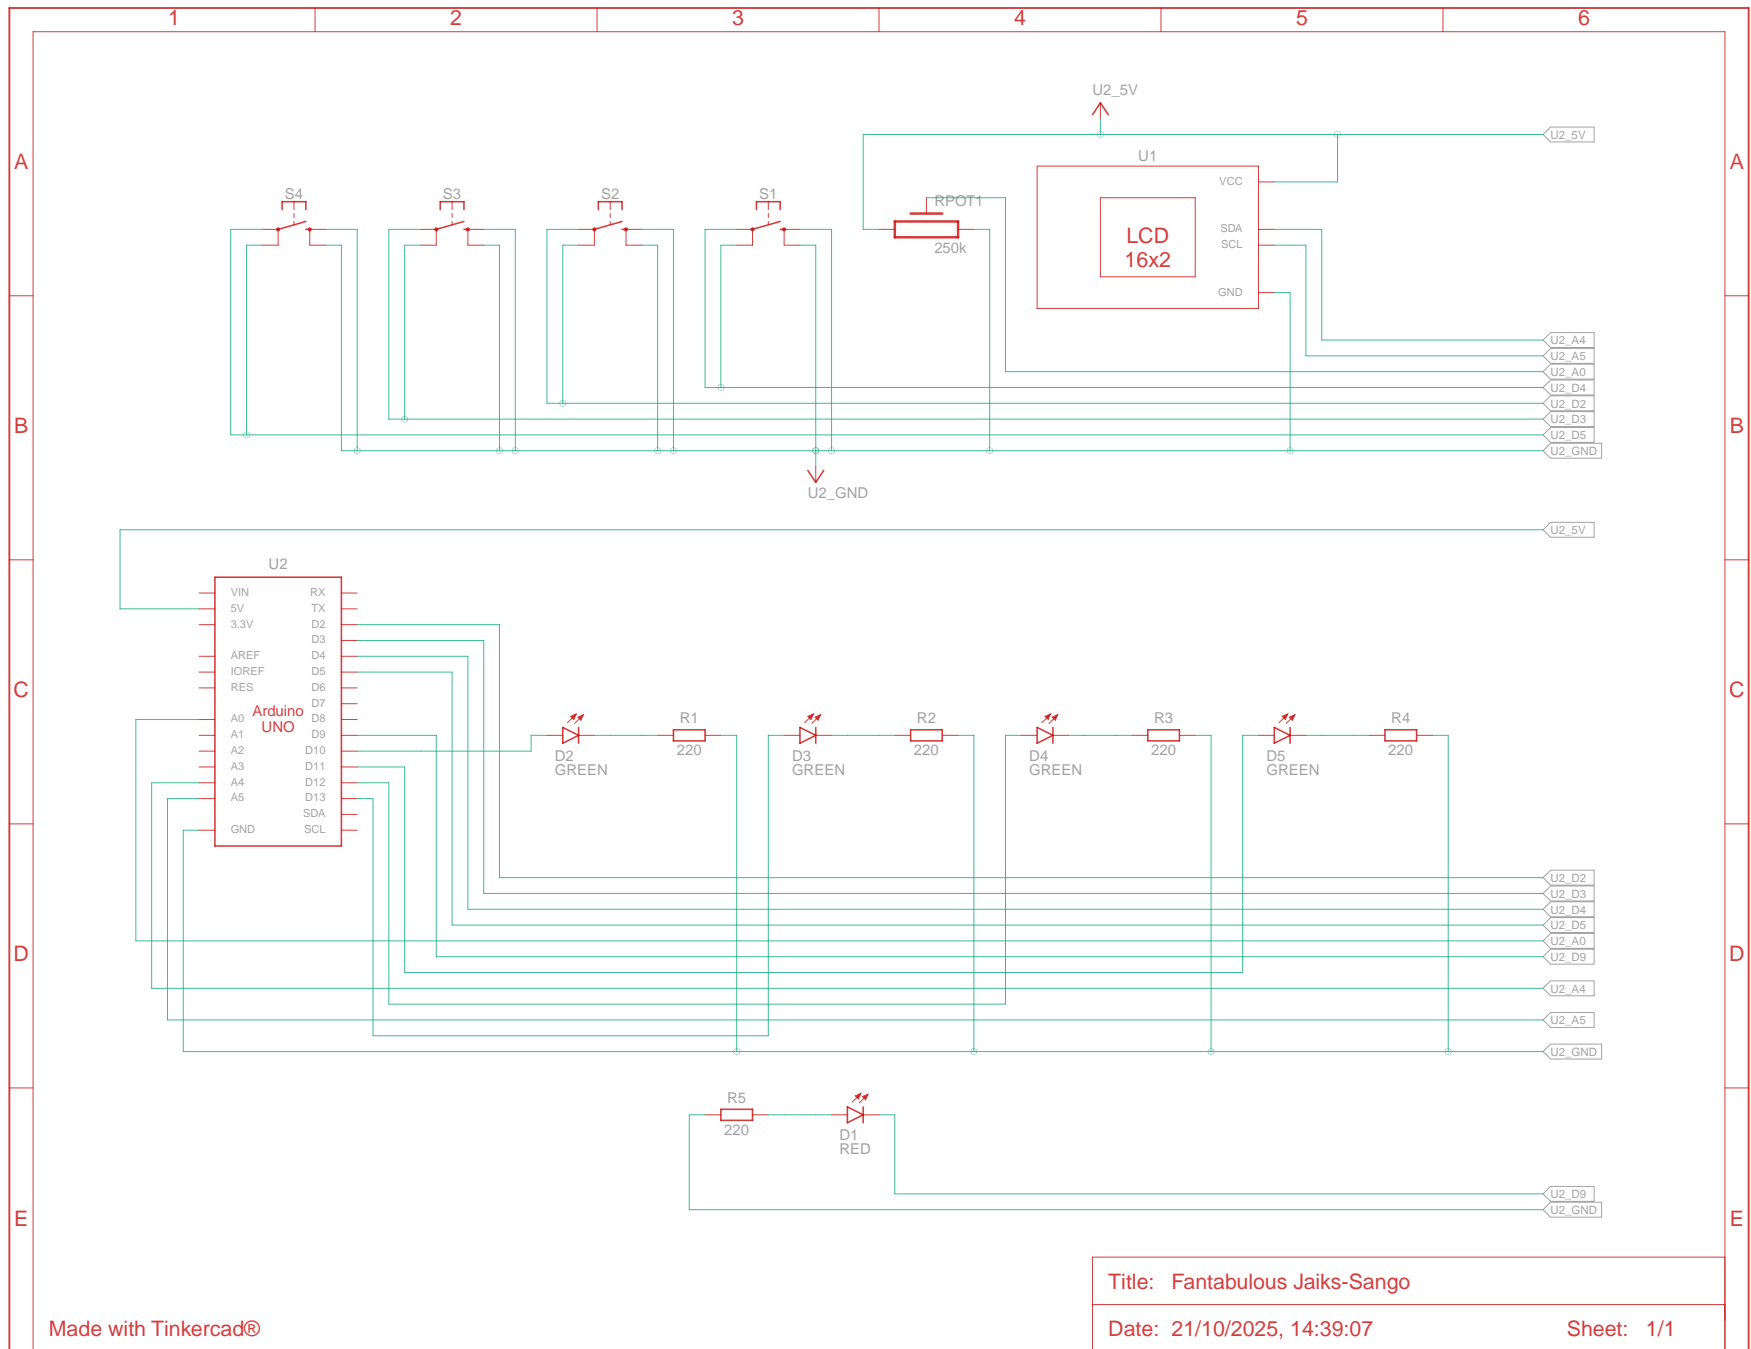 1 2 3 4 5 6
U2_5V
U2_5V
A A
U1
VCC
S4 S3 S2 S1
RPOT1
SDA
LCD
SCL
250k
16x2
GND
U2_A4
U2_A5
U2_A0
U2_D4
U2_D2
B B
U2_D3
U2_D5
U2_GND
U2_GND
U2_5V
U2
VIN RX
5V TX
3.3V D2
D3
AREF D4
IOREF D5
RES D6
C C
D7
Arduino
A0 D8
UNO
A1 D9
A2 D10
A3 D11
A4 D12
A5 D13
SDA
GND SCL
R1 R2 R3 R4
220 220 220 220
D2 D3 D4 D5
GREEN GREEN GREEN GREEN
U2_D2
U2_D3
U2_D4
U2_D5
U2_A0
D D
U2_D9
U2_A4
U2_A5
U2_GND
R5
220
D1
RED
U2_D9
U2_GND
E E
Title: Fantabulous Jaiks-Sango
Made with Tinkercad®
Date: 21/10/2025, 14:39:07 Sheet: 1/1